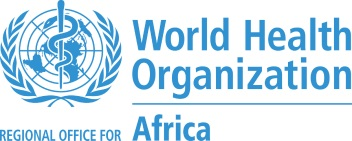 World Health
Organization
REGIONAL OFFICE FOR Africa